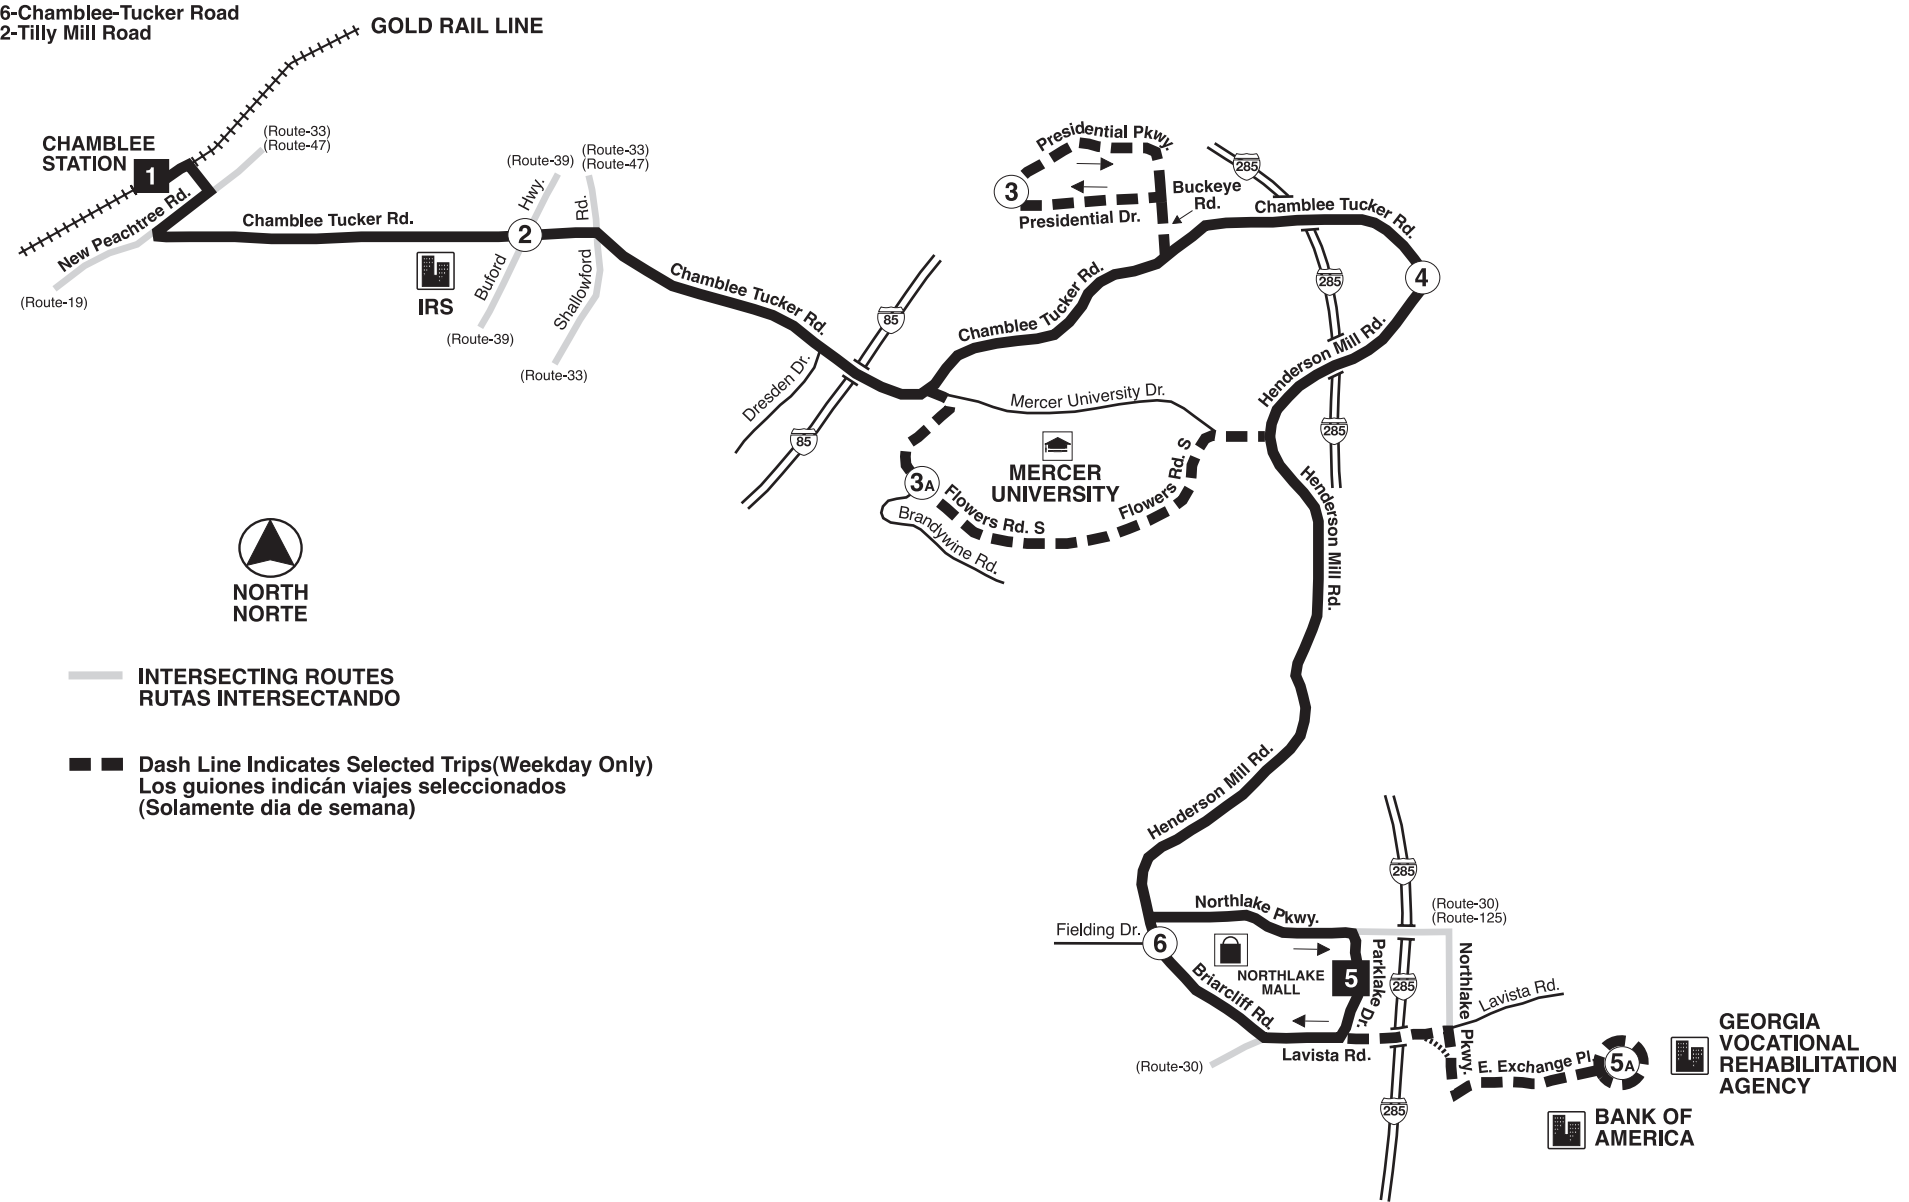 6-Chamblee-Tucker Road
2-Tilly Mill Road
GOLD RAIL LINE
CHAMBLEE
STATION
1
(Route-33)
(Route-47)
New Peachtree Rd.
(Route-19)
Chamblee Tucker Rd.
IRS
(Route-39)
Buford
Hwy.
2
(Route-39)
(Route-33)
(Route-47)
Rd.
Shallowford
(Route-33)
Chamblee Tucker Rd.
Dresden Dr.
85
85
Presidential Pkwy.
3
Presidential Dr.
Buckeye
Rd.
285
Chamblee Tucker Rd.
Chamblee Tucker Rd.
285
4
Henderson Mill Rd.
285
Mercer University Dr.
MERCER
UNIVERSITY
3A
Flowers Rd. S
Flowers Rd. S
Brandywine Rd.
Henderson Mill Rd.
NORTH
NORTE
INTERSECTING ROUTES
RUTAS INTERSECTANDO
Dash Line Indicates Selected Trips(Weekday Only)
Los guiones indicán viajes seleccionados
(Solamente dia de semana)
Henderson Mill Rd.
285
Northlake Pkwy.
(Route-30)
(Route-125)
Fielding Dr.
6
NORTHLAKE
MALL
5
Parklake Dr.
285
Northlake Pkwy.
Lavista Rd.
Briarcliff Rd.
Lavista Rd.
(Route-30)
E. Exchange Pl.
5A
GEORGIA
VOCATIONAL
REHABILITATION
AGENCY
285
BANK OF
AMERICA